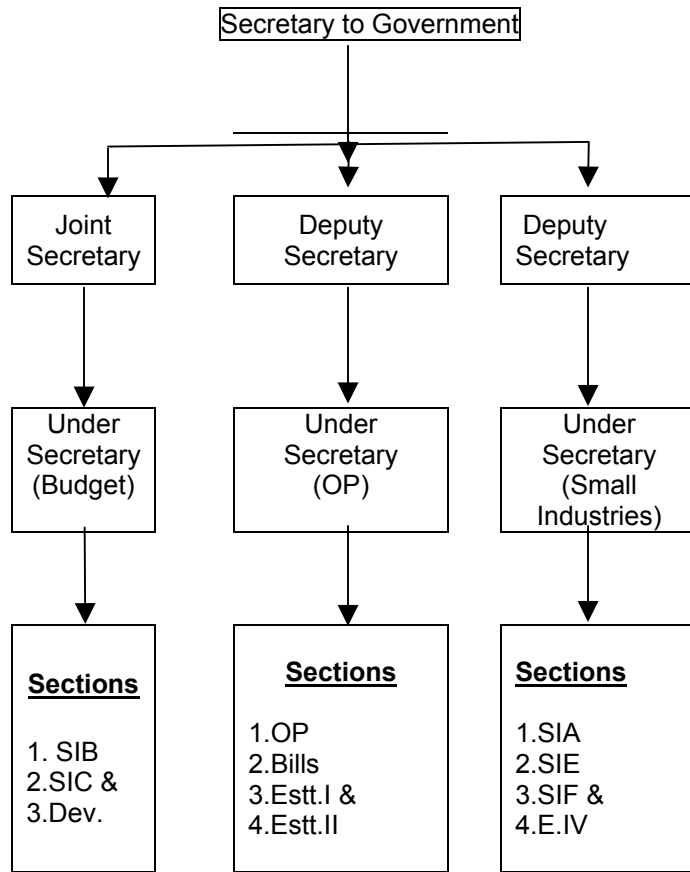 Secretary to Government
Joint
Secretary
Deputy
Secretary
Deputy
Secretary
Under
Secretary
(Budget)
Under
Secretary
(OP)
Under
Secretary
(Small
Industries)
Sections
1. SIB
2.SIC &
3.Dev.
Sections
1.OP
2.Bills
3.Estt.I &
4.Estt.II
Sections
1.SIA
2.SIE
3.SIF &
4.E.IV